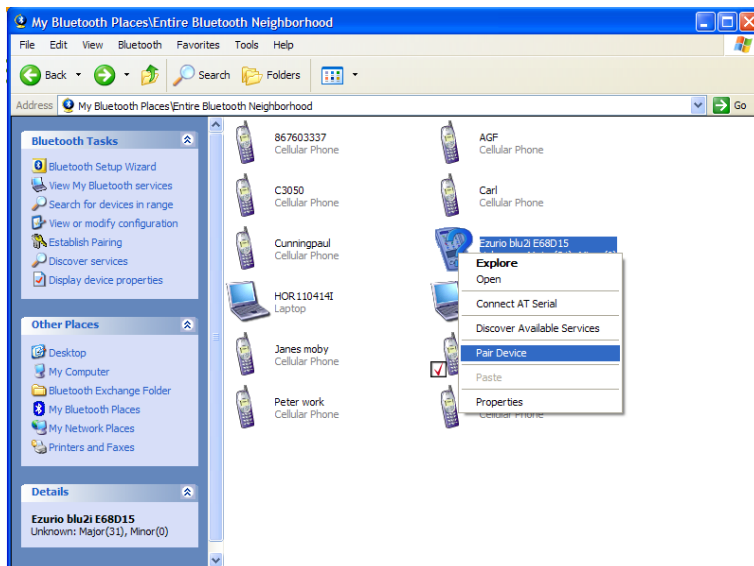 My Bluetooth Places\Entire Bluetooth Neighborhood
File Edit View Bluetooth Favorites Tools Help
Back Search Folders
Address My Bluetooth Places\Entire Bluetooth Neighborhood Go
Bluetooth Tasks
Bluetooth Setup Wizard
View My Bluetooth services
Search for devices in range
View or modify configuration
Establish Pairing
Discover services
Display device properties
Other Places
Desktop
My Computer
Bluetooth Exchange Folder
My Bluetooth Places
My Network Places
Printers and Faxes
Details
Ezurio blu2i E68D15
Unknown: Major(31), Minor(0)
867603337
Cellular Phone
AGF
Cellular Phone
C3050
Cellular Phone
Carl
Cellular Phone
Cunningpaul
Cellular Phone
Ezurio blu2i E68D15
HOR110414I
Laptop
Janes moby
Cellular Phone
Peter work
Cellular Phone
Cellular Phone
Explore
Open
Connect AT Serial
Discover Available Services
Pair Device
Paste
Properties